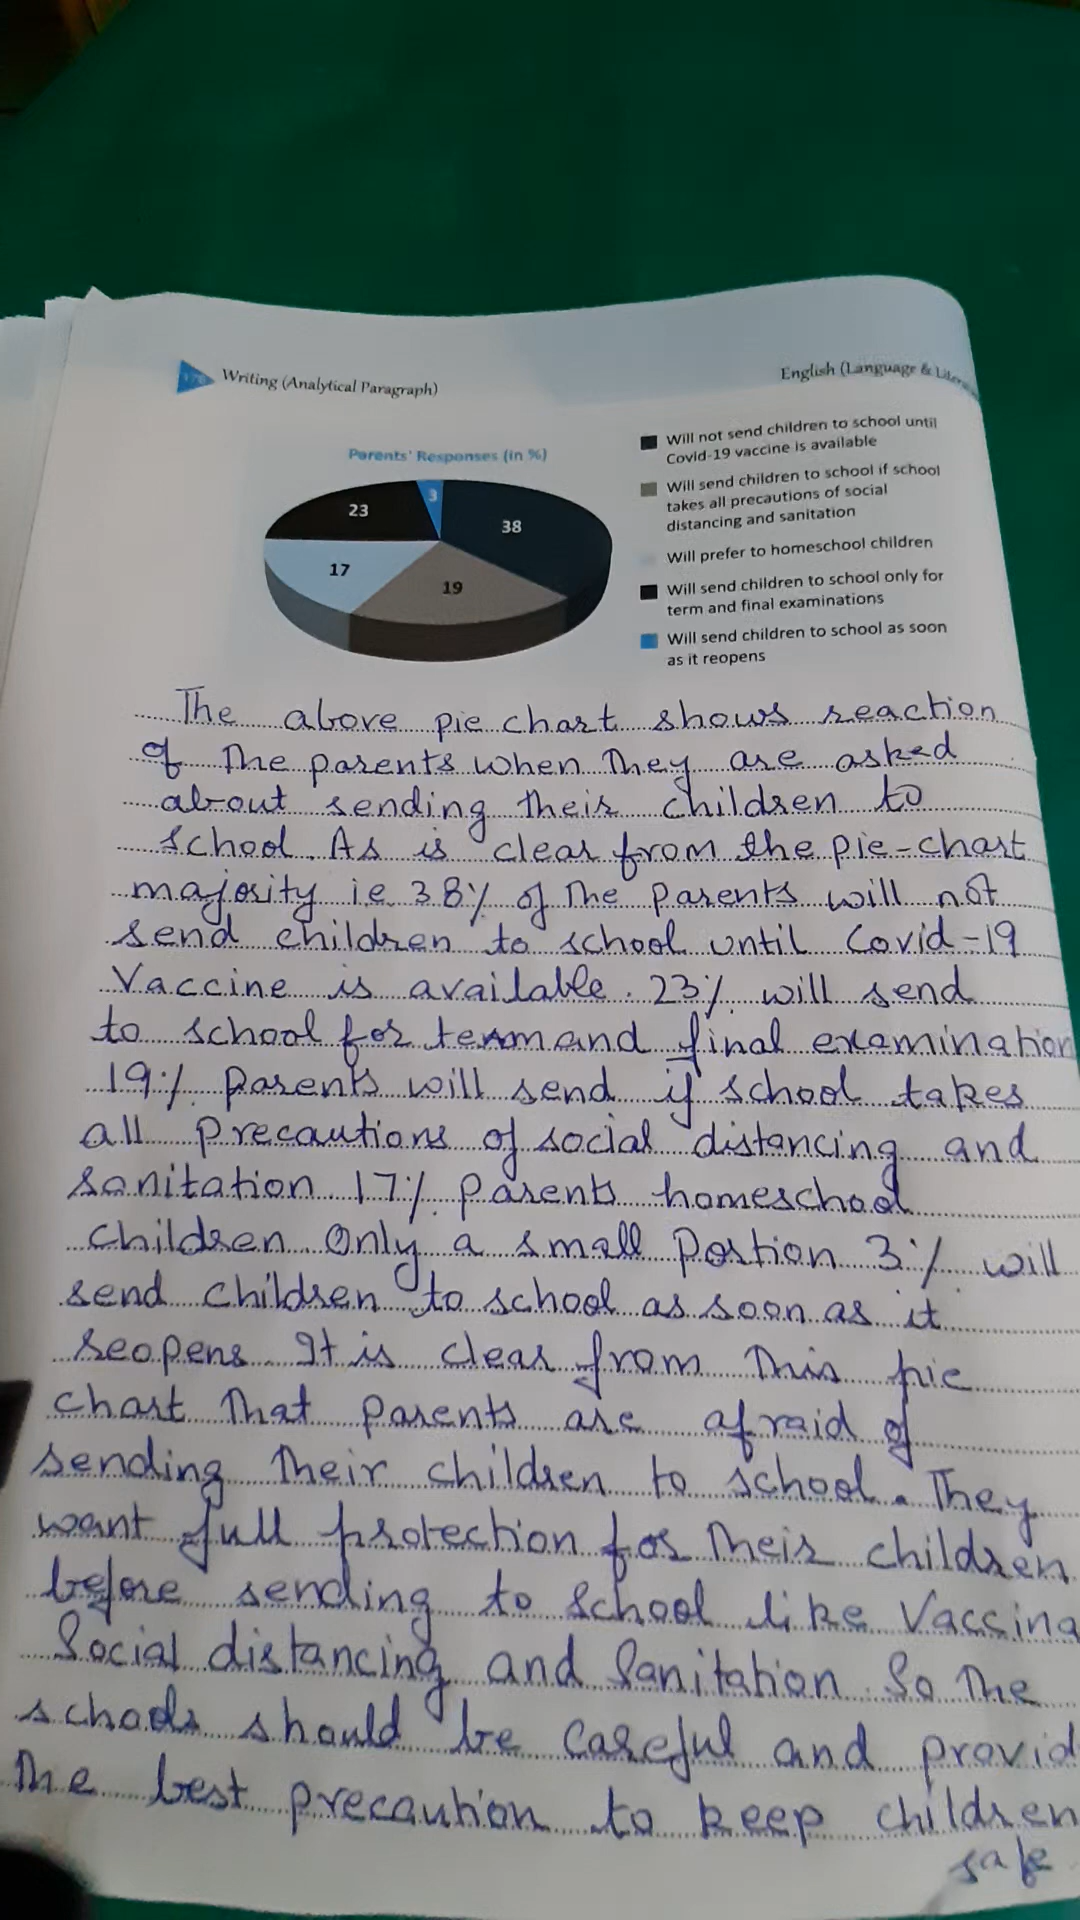 178 Writing (Analytical Paragraph)
English (Language &
Parents' Responses (in %)
3
23
38
17
19
Will not send children to school until
Covid-19 vaccine is available
Will send children to school if school
takes all precautions of social
distancing and sanitation
Will prefer to homeschool children
Will send children to school only for
term and final examinations
Will send children to school as soon
as it reopens
The above pie chart shows reaction
of the parents when they are asked
about sending their children to
school. As is clear from the pie-chart
majority ie. 38% of the parents will not
send children to school until Covid-19
Vaccine is available. 23% will send
to school for term and final examination
19% parents will send if school takes
all precautions of social distancing and
sanitation. 17% parents homeschool
children. Only a small portion 3% will
send children to school as soon as it
reopens. It is clear from this pie
chart that parents are afraid of
sending their children to school. They
want full protection for their children
before sending to school like Vaccina
Social distancing and Sanitation. So the
schools should be careful and provid
the best precaution to keep children
safe